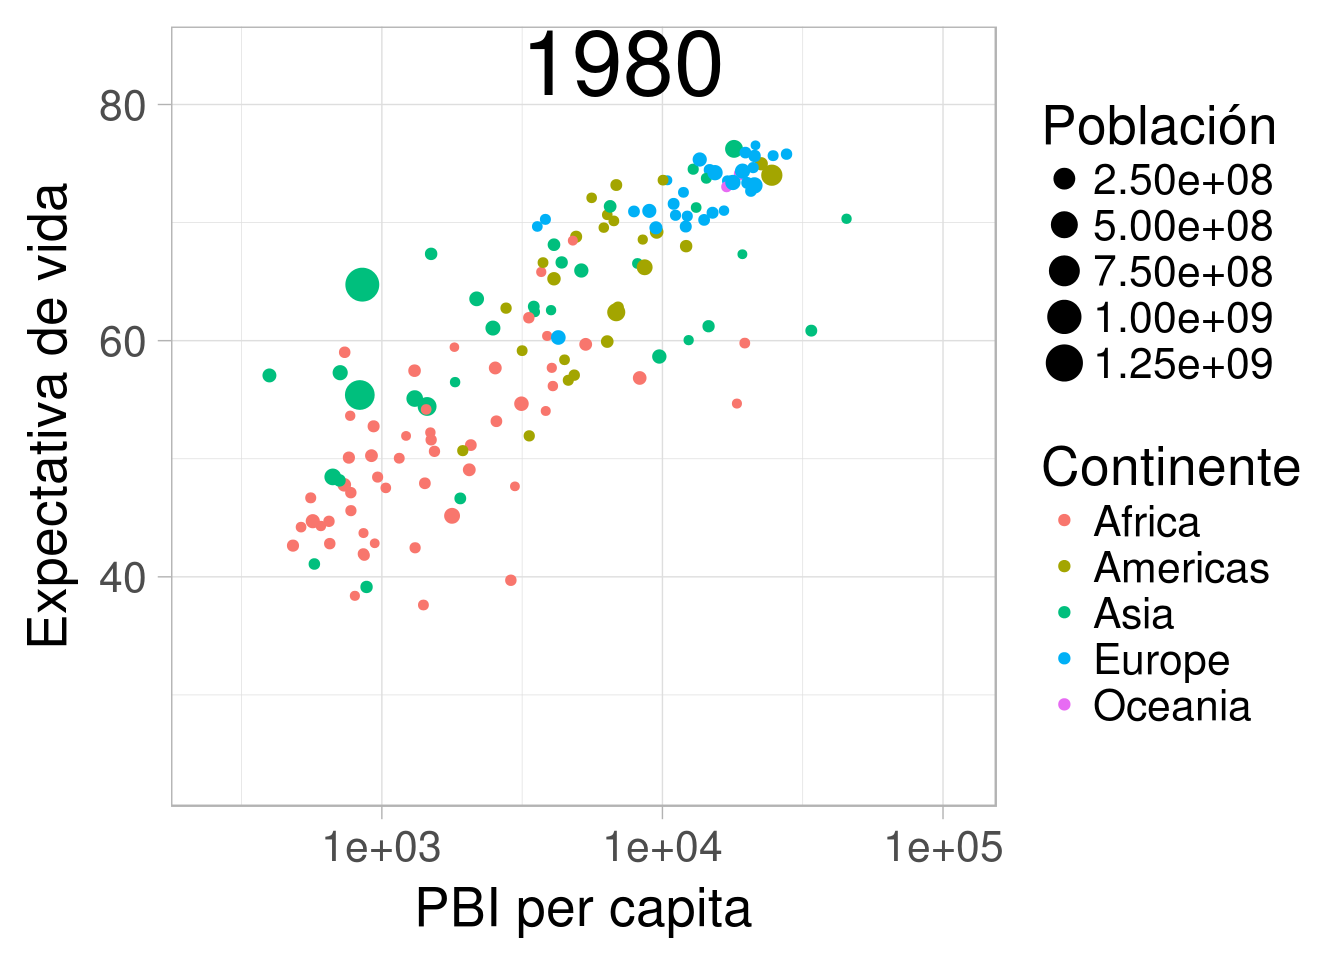 1980
80
60
40
Expectativa de vida
1e+03
1e+04
1e+05
PBI per capita
Población
2.50e+08
5.00e+08
7.50e+08
1.00e+09
1.25e+09
Continente
Africa
Americas
Asia
Europe
Oceania